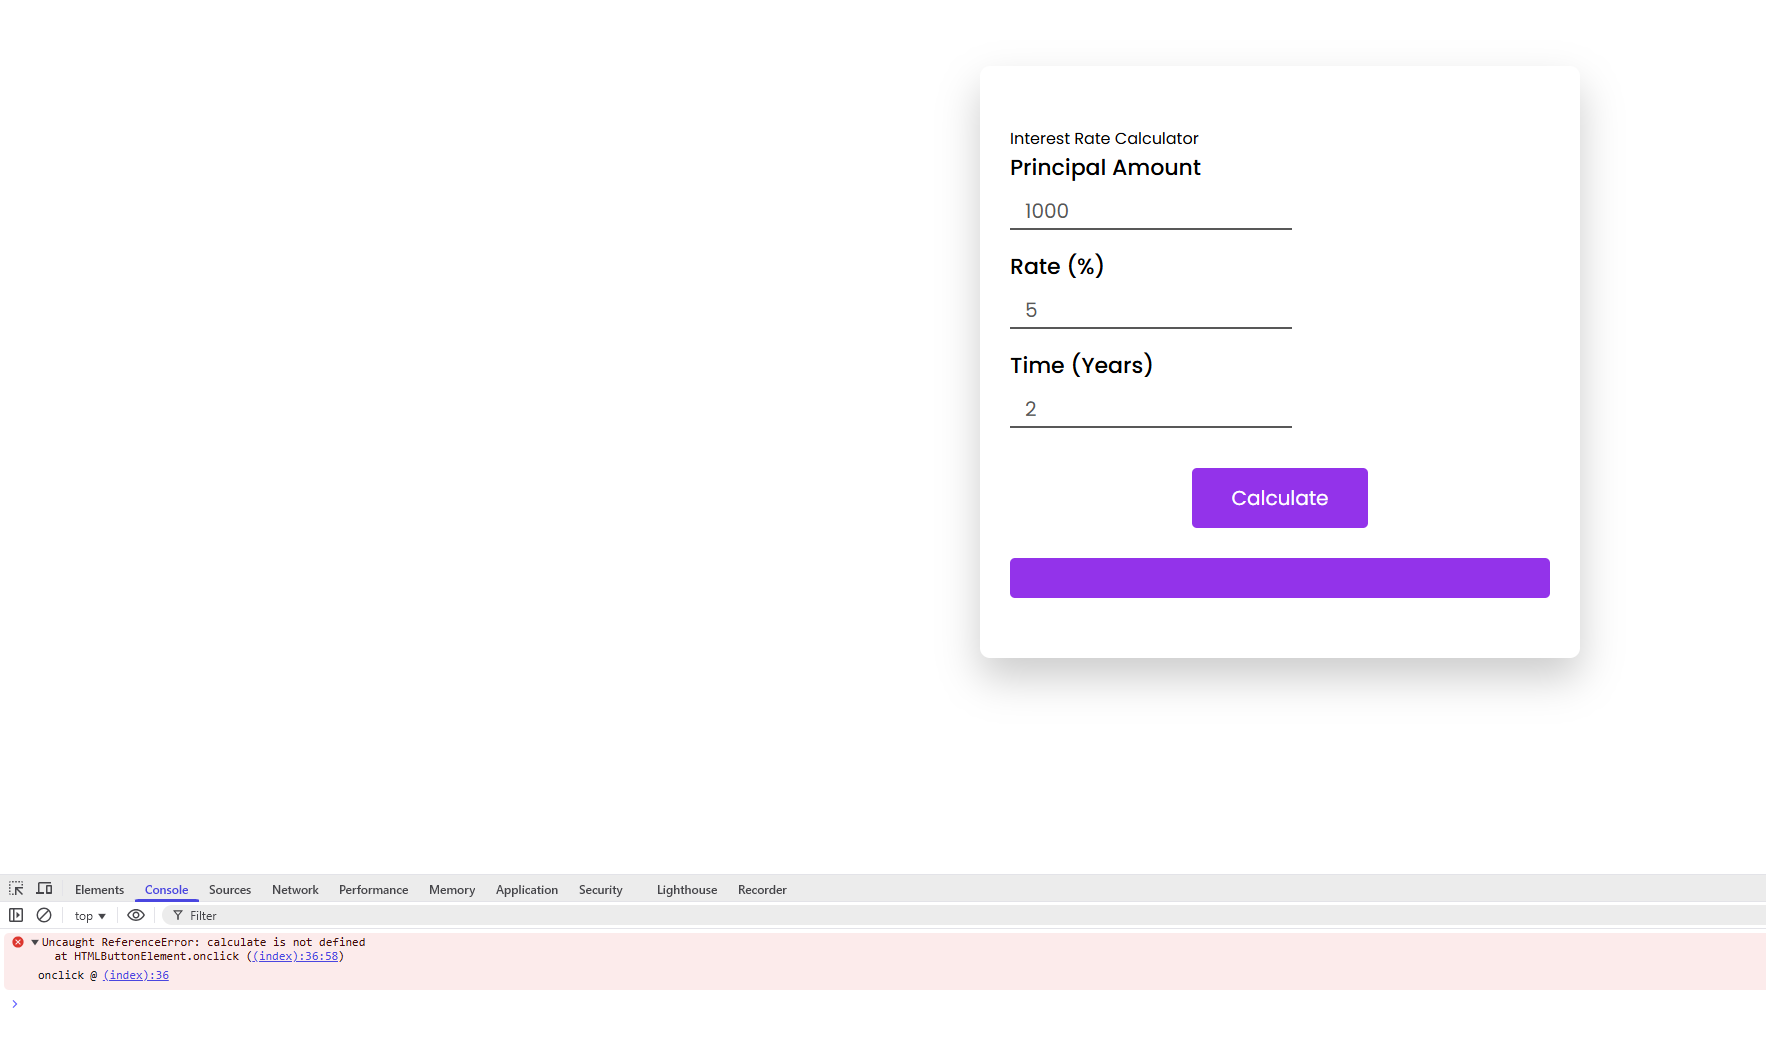 Interest Rate Calculator
Principal Amount
1000
Rate (%)
5
Time (Years)
2
Calculate
Elements Console Sources Network Performance Memory Application Security Lighthouse Recorder
top ▼ Filter
Uncaught ReferenceError: calculate is not defined
at HTMLButtonElement.onclick ((index):36:58)
onclick @ (index):36